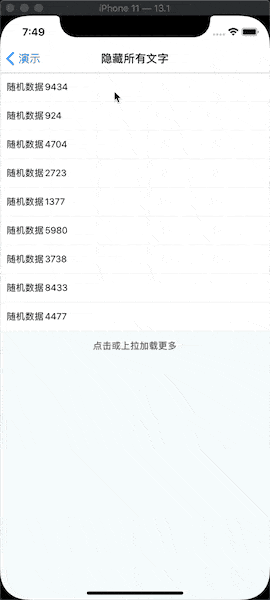 iPhone 11 — 13.1
7:49
演示
隐藏所有文字
随机数据9434
随机数据924
随机数据4704
随机数据2723
随机数据1377
随机数据5980
随机数据3738
随机数据8433
随机数据4477
点击或上拉加载更多